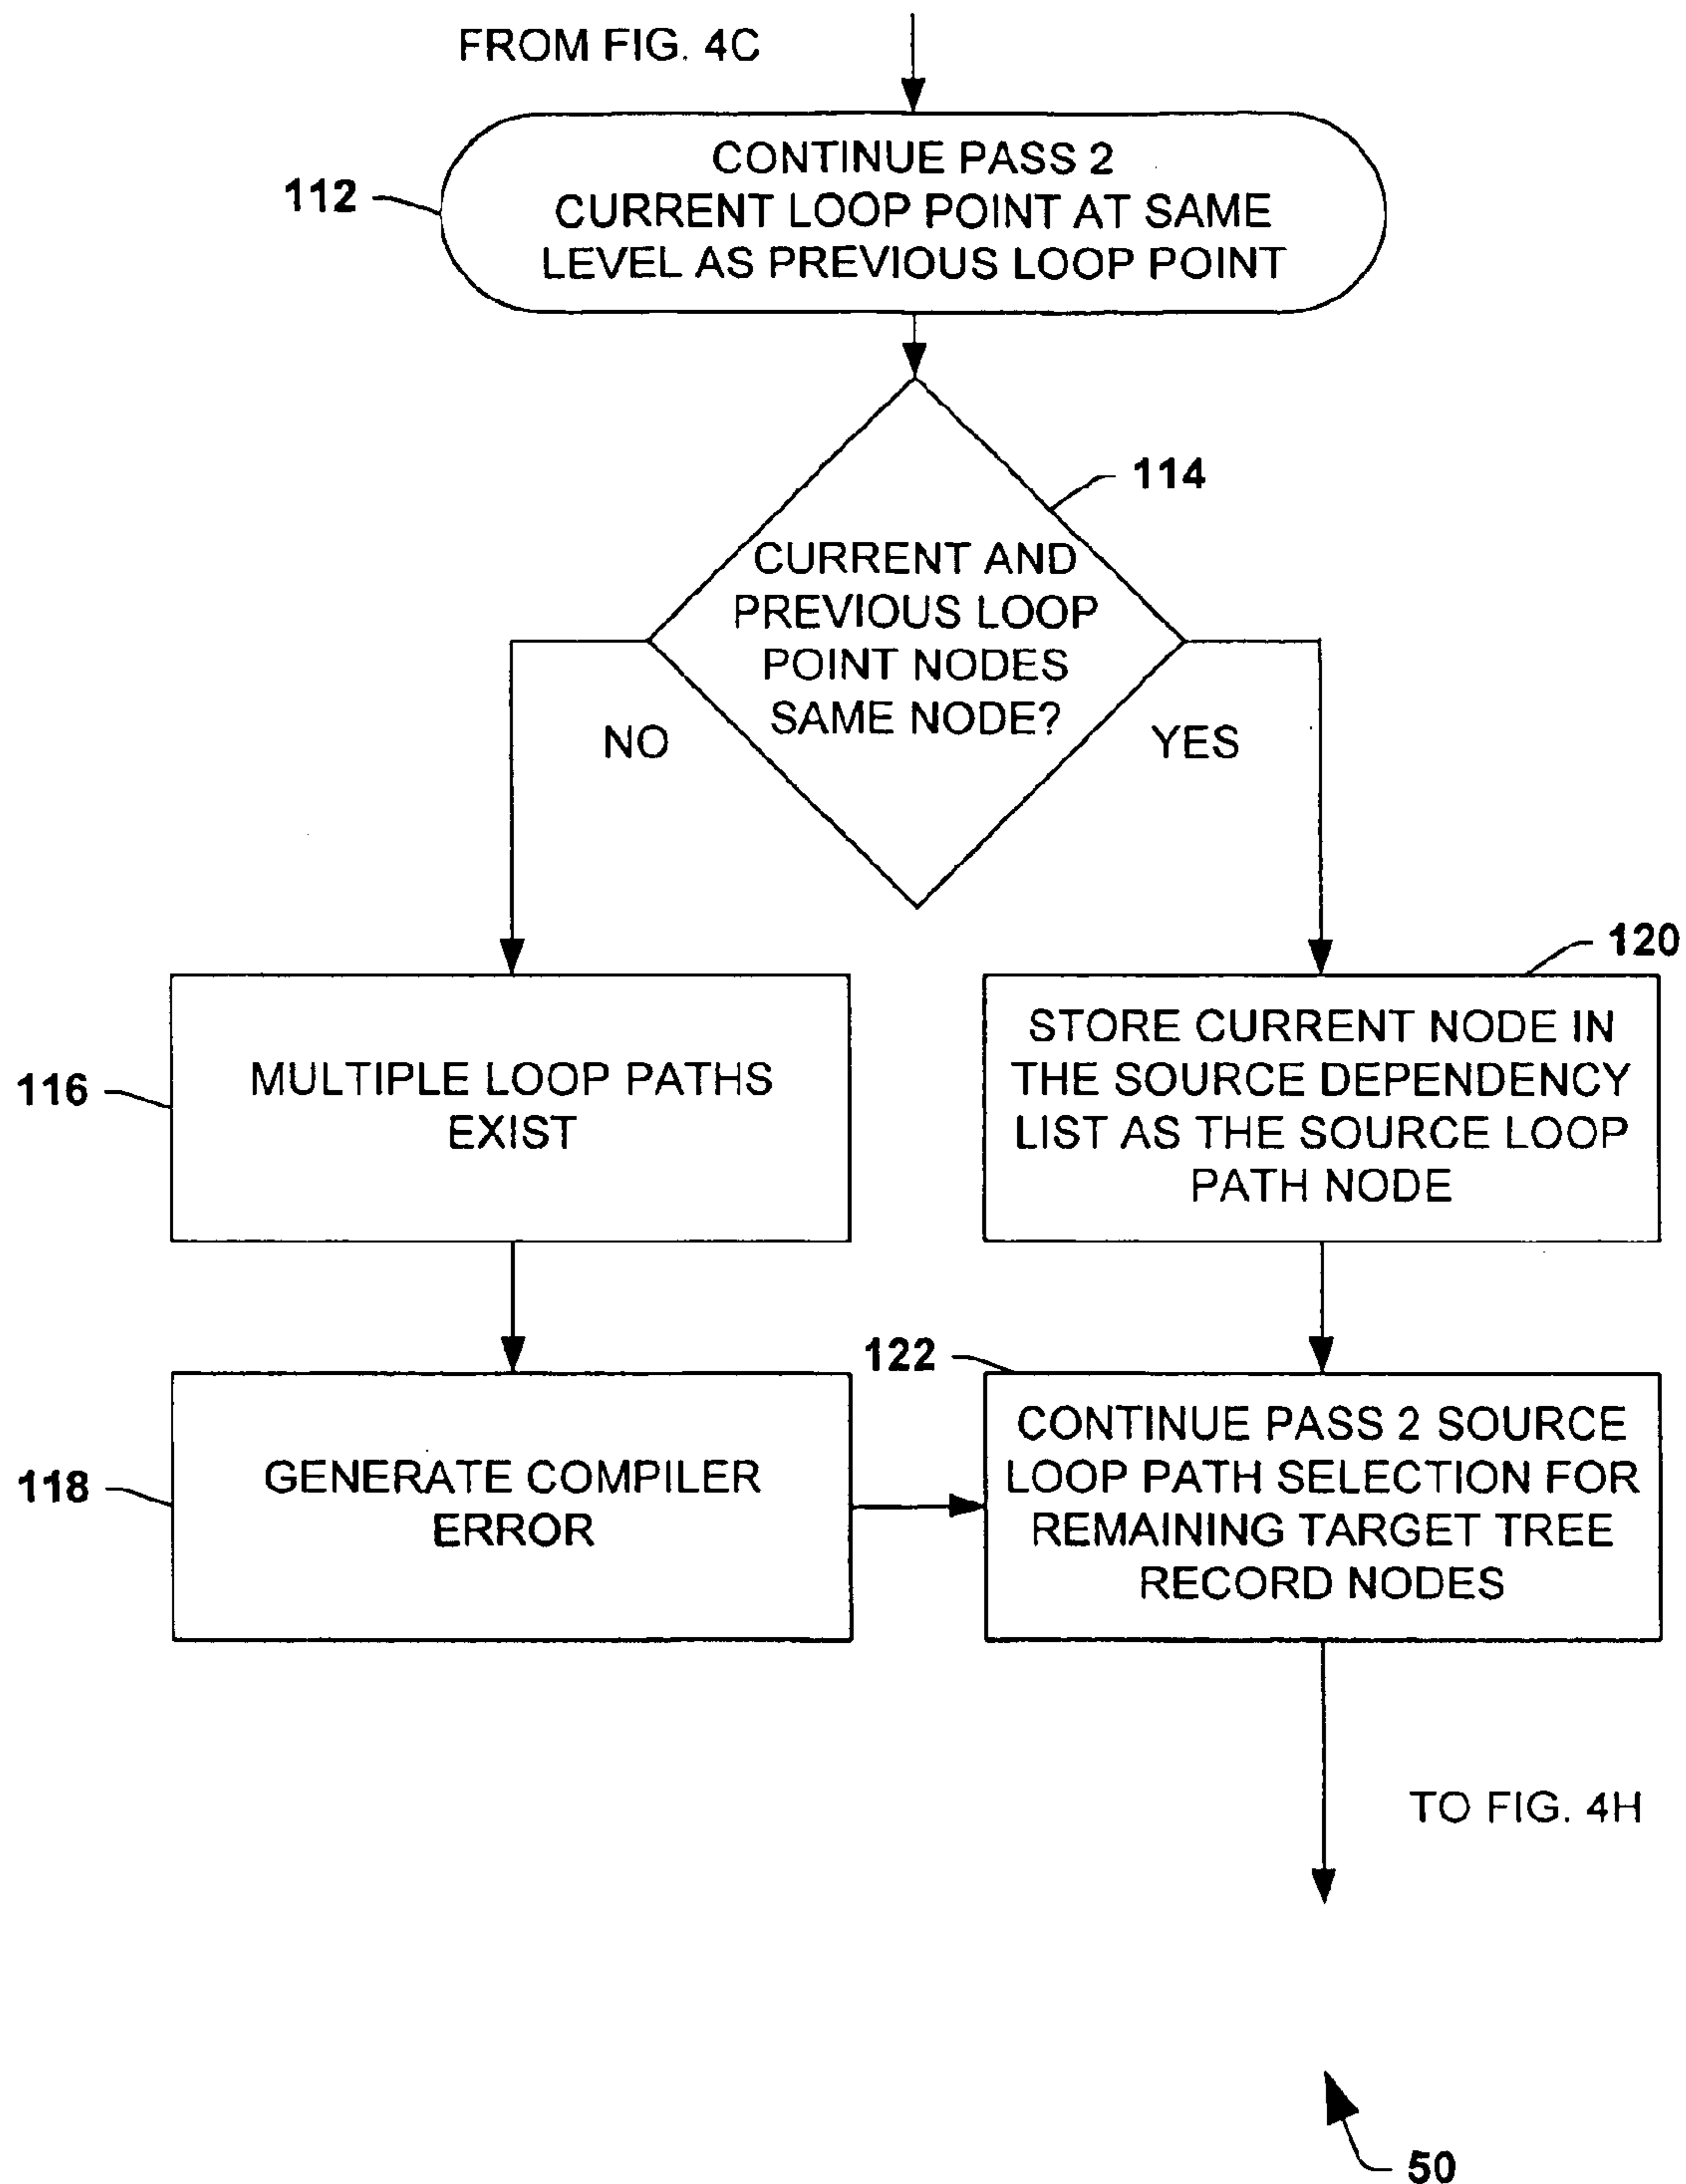 FROM FIG. 4C
CONTINUE PASS 2
112
CURRENT LOOP POINT AT SAME
LEVEL AS PREVIOUS LOOP POINT
114
CURRENT AND
PREVIOUS LOOP
POINT NODES
SAME NODE?
NO
YES
120
116
MULTIPLE LOOP PATHS
EXIST
STORE CURRENT NODE IN
THE SOURCE DEPENDENCY
LIST AS THE SOURCE LOOP
PATH NODE
118
GENERATE COMPILER
ERROR
122
CONTINUE PASS 2 SOURCE
LOOP PATH SELECTION FOR
REMAINING TARGET TREE
RECORD NODES
TO FIG. 4H
50